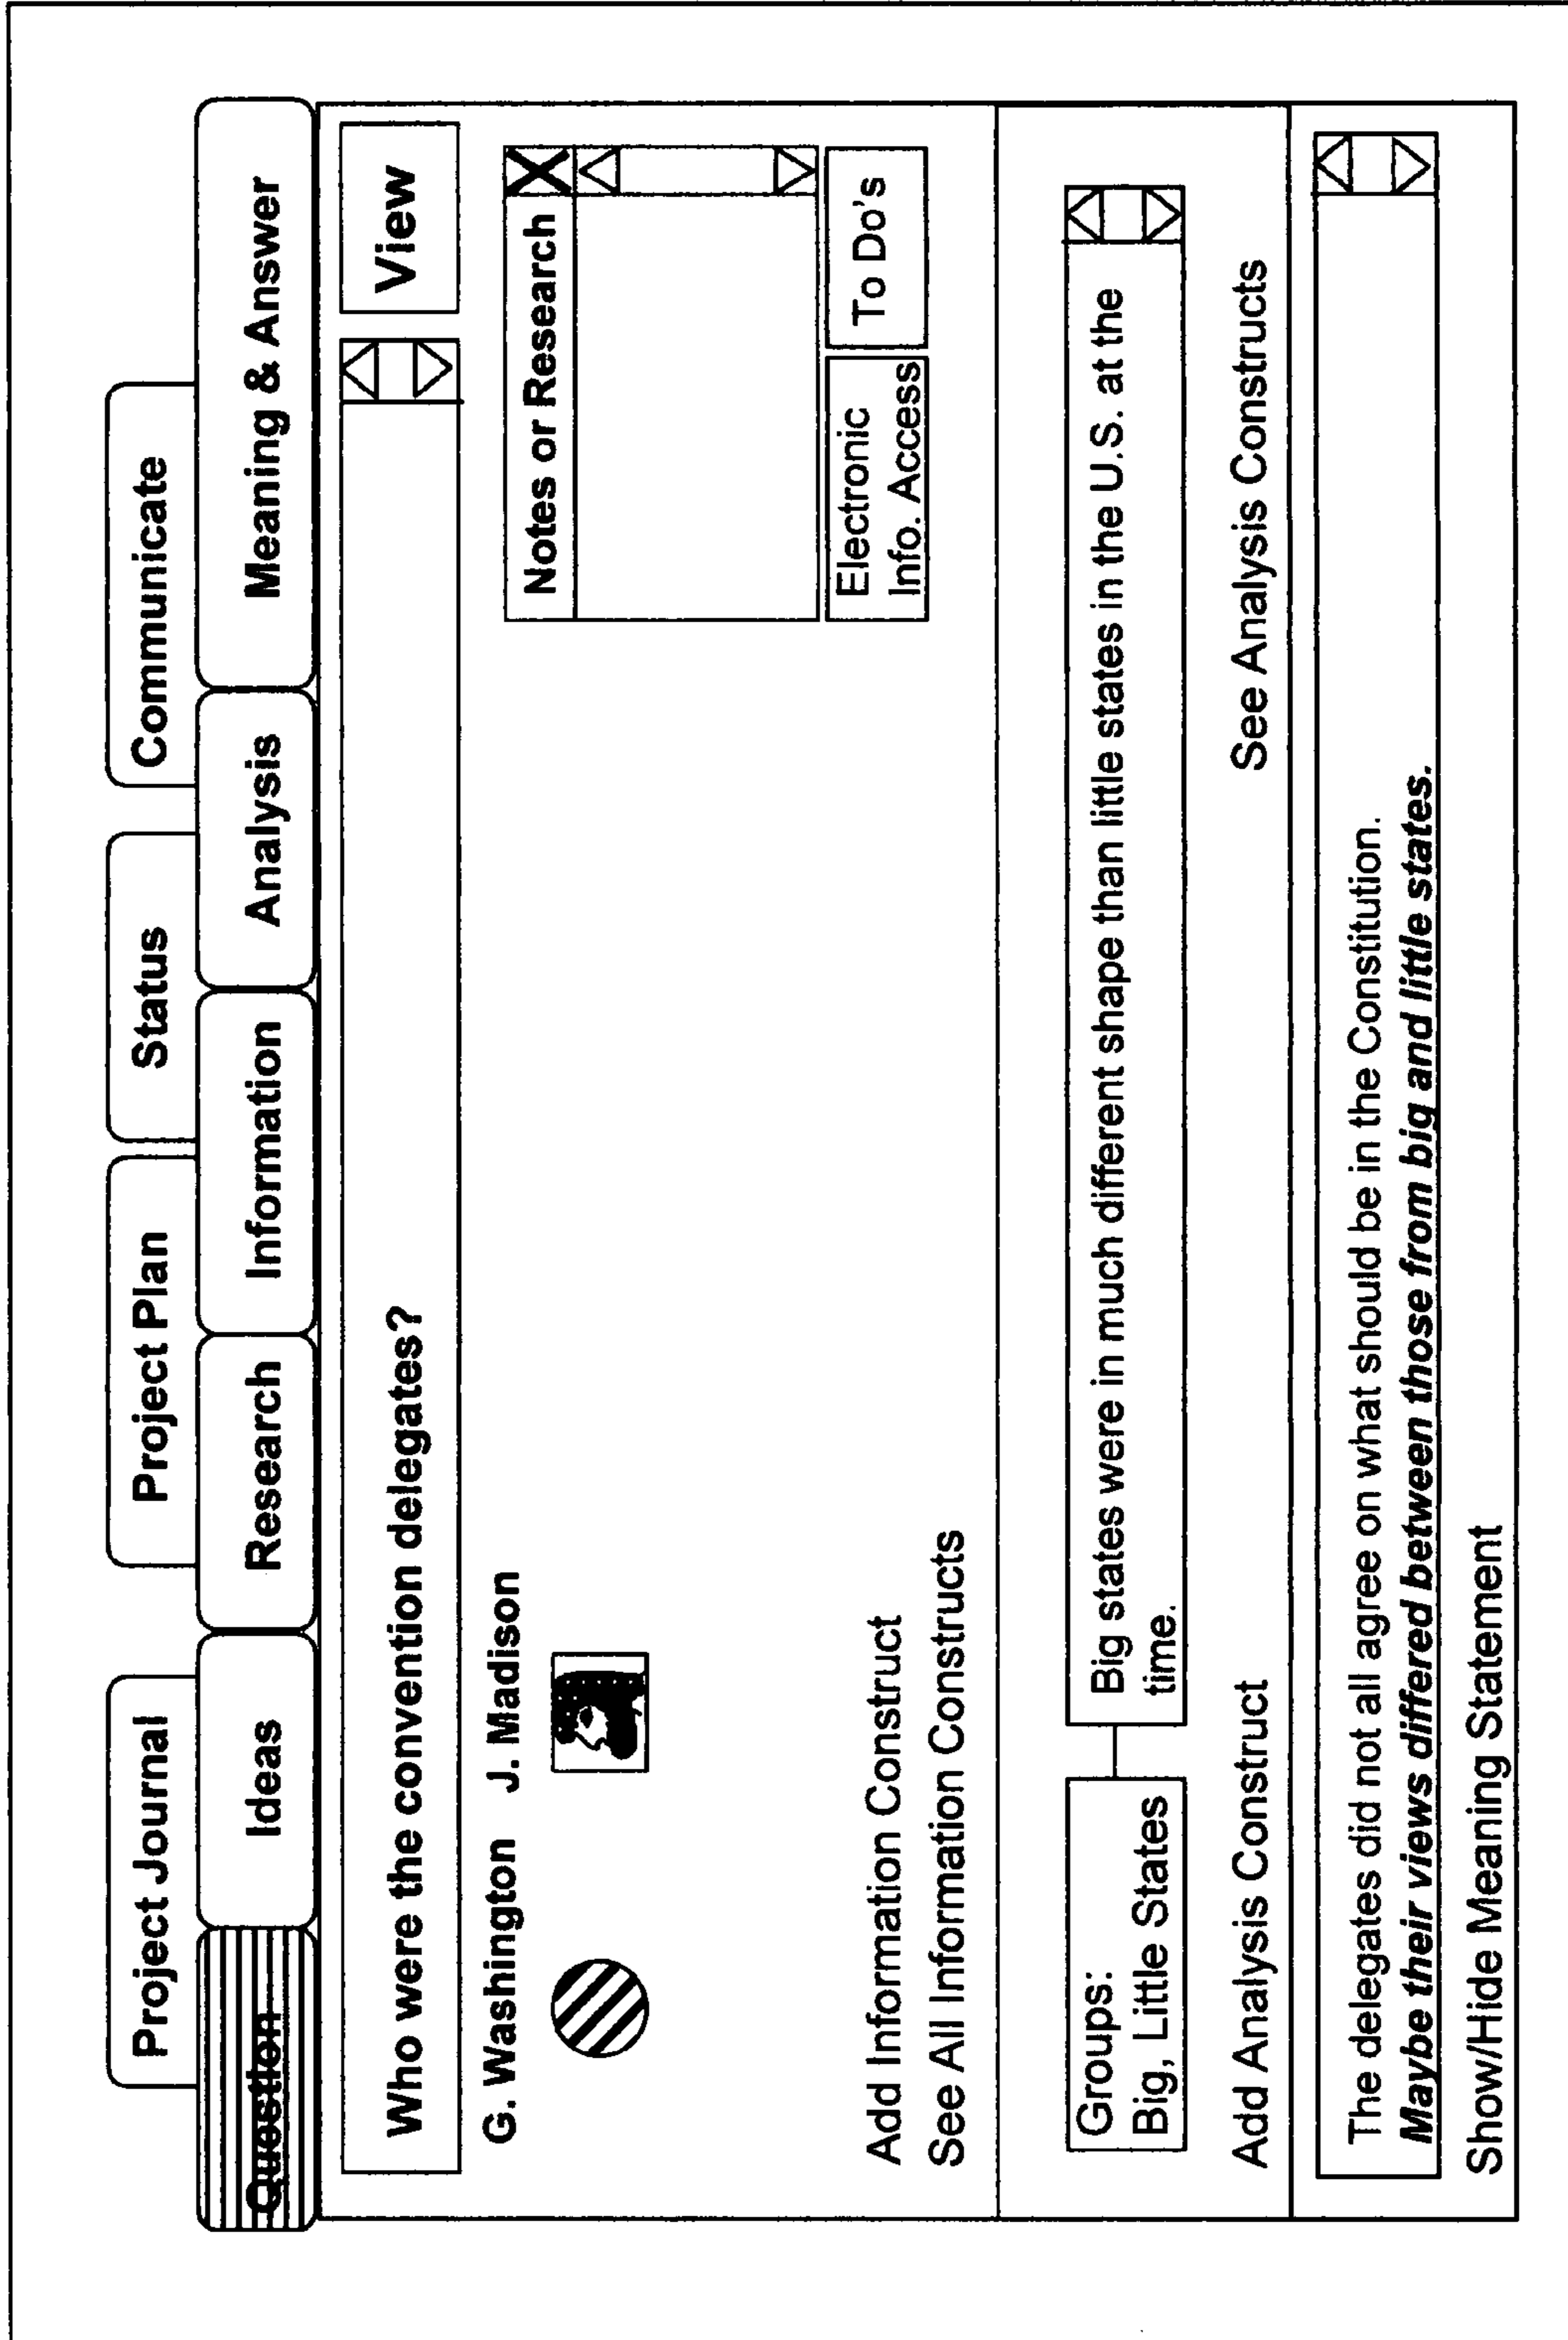 Project Journal
Project Plan
Status
Communicate
Question
Ideas
Research
Information
Analysis
Meaning & Answer
Who were the convention delegates?
View
G. Washington
J. Madison
Notes or Research
Electronic
Info. Access
To Do's
Add Information Construct
See All Information Constructs
Groups:
Big, Little States
Big states were in much different shape than little states in the U.S. at the
time.
Add Analysis Construct
See Analysis Constructs
The delegates did not all agree on what should be in the Constitution.
Maybe their views differed between those from big and little states.
Show/Hide Meaning Statement